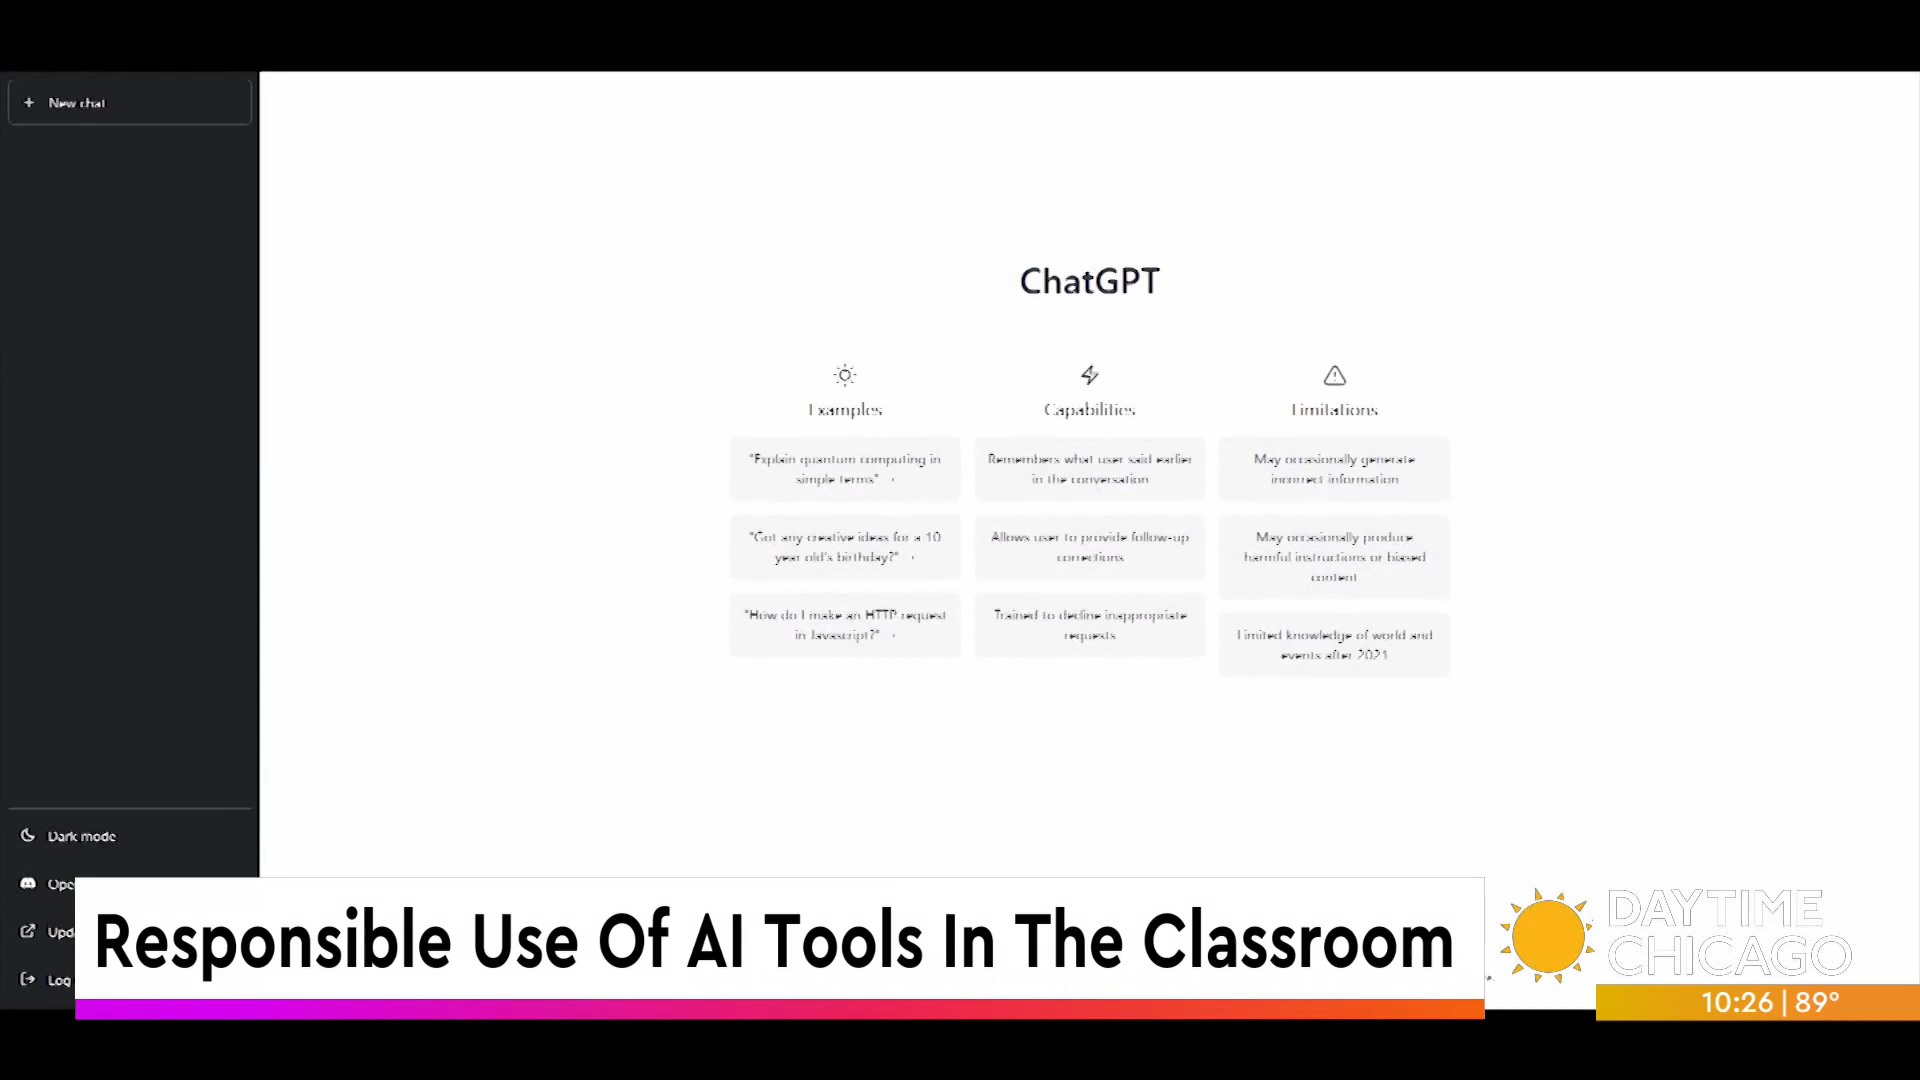 New chat
ChatGPT
Examples
Capabilities
Limitations
"Explain quantum computing in
simple terms"
Remembers what user said earlier
in the conversation
May occasionally generate
incorrect information
"Got any creative ideas for a 10
year old's birthday?"
Allows user to provide follow-up
corrections
May occasionally produce
harmful instructions or biased
content
"How do I make an HTTP request
in Javascript?"
Trained to decline inappropriate
requests
Limited knowledge of world and
events after 2021
Dark mode
Ope
Upd
Log
Responsible Use Of AI Tools In The Classroom
DAYTIME
CHICAGO
10:26 | 89°